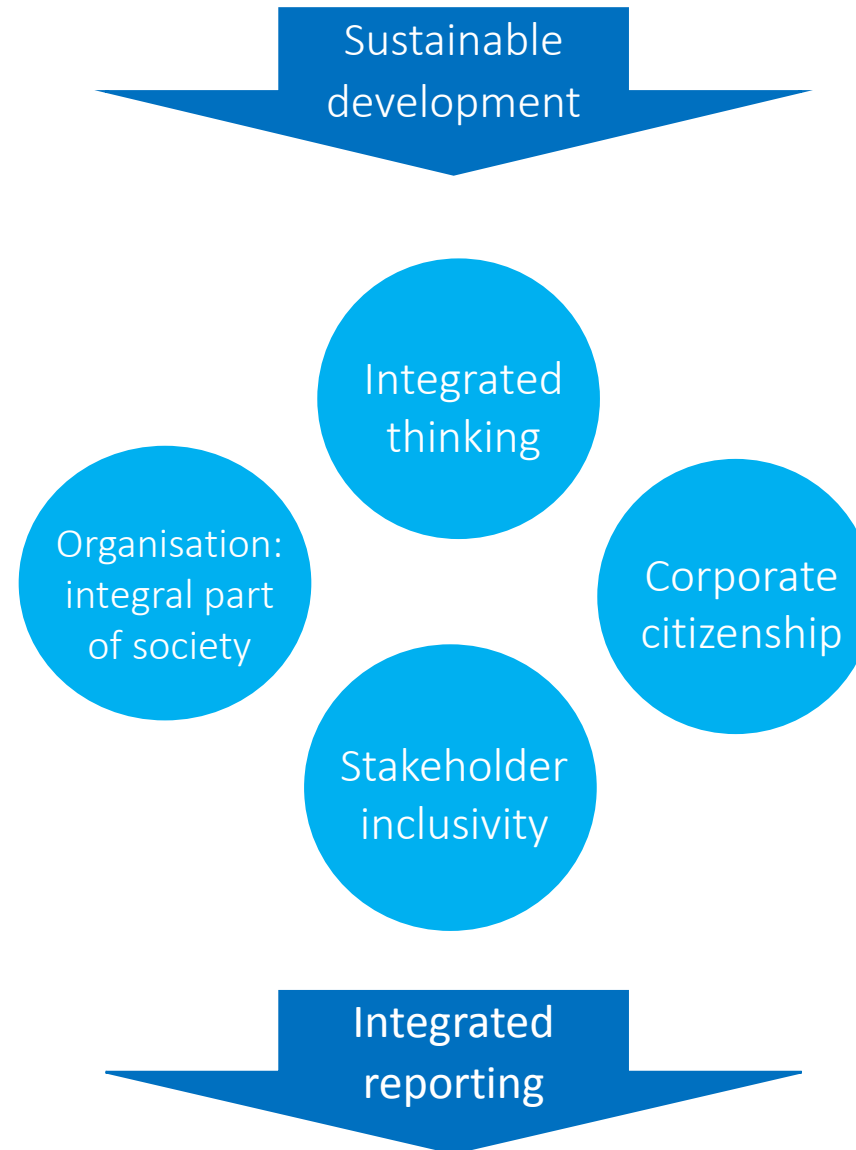 Sustainable
development
Integrated
thinking
Organisation:
integral part
of society
Corporate
citizenship
Stakeholder
inclusivity
Integrated
reporting